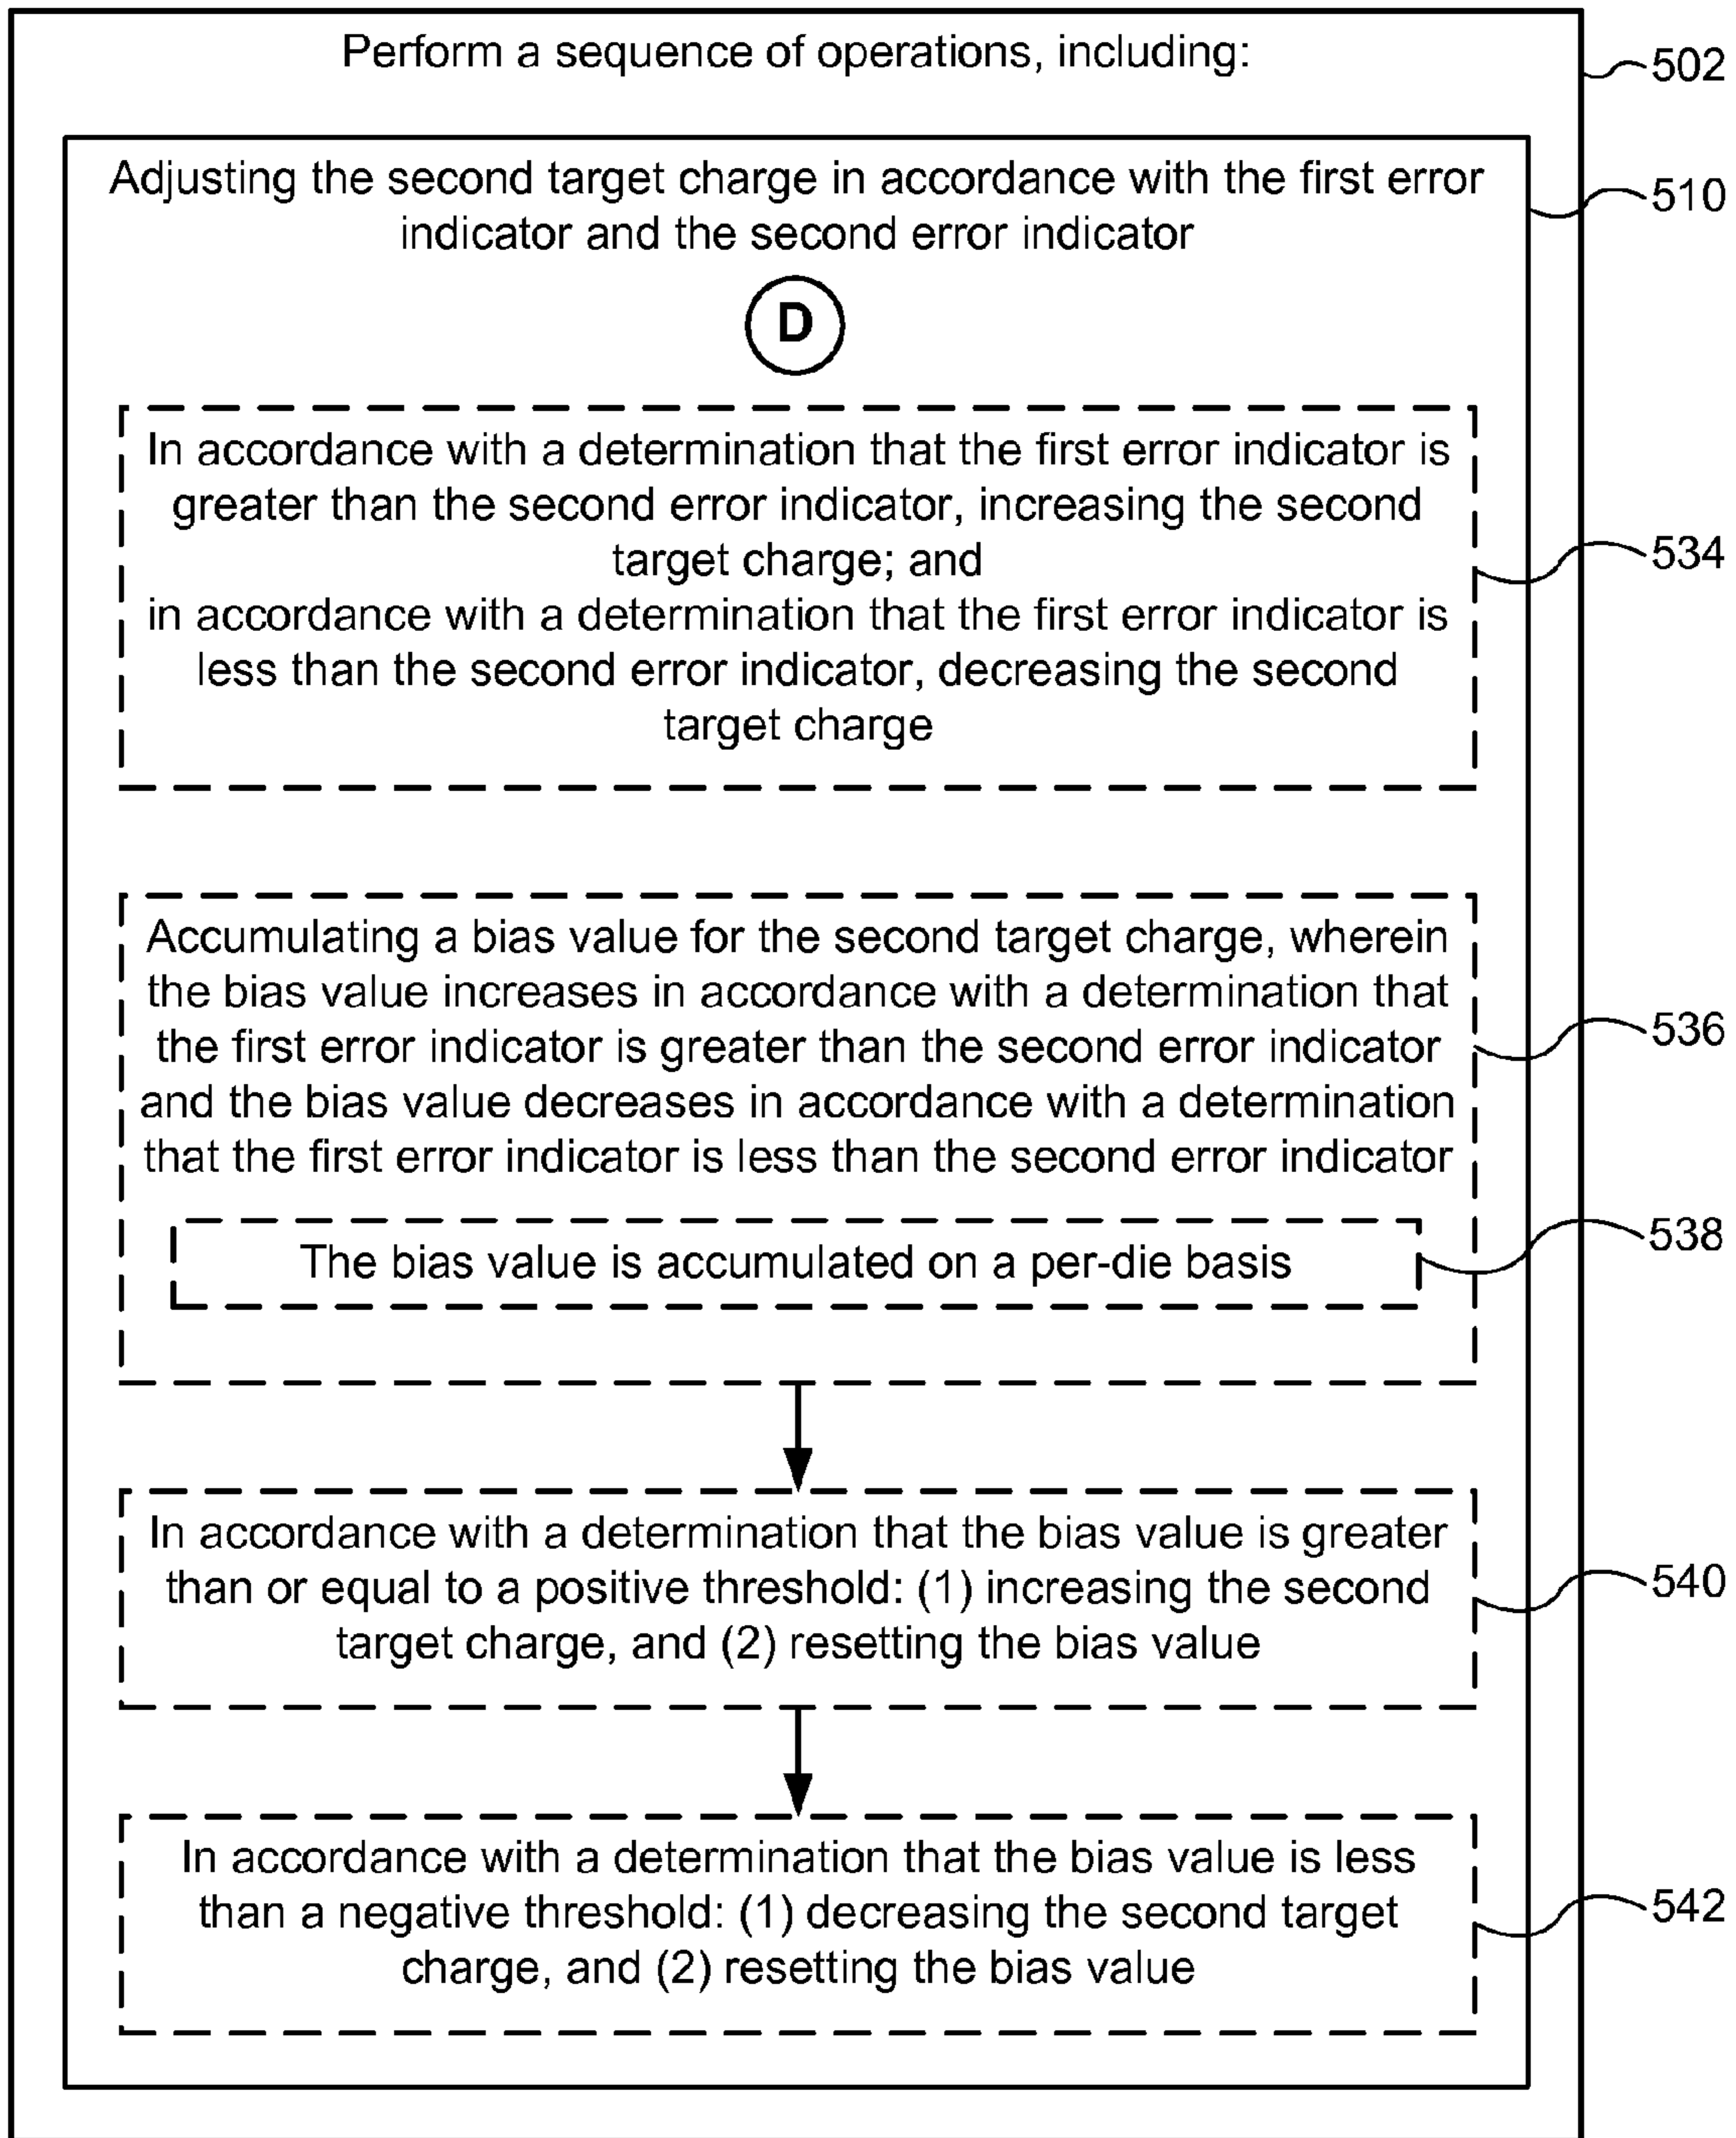 Perform a sequence of operations, including:
502
Adjusting the second target charge in accordance with the first error
indicator and the second error indicator
510
D
In accordance with a determination that the first error indicator is
greater than the second error indicator, increasing the second
target charge; and
in accordance with a determination that the first error indicator is
less than the second error indicator, decreasing the second
target charge
534
Accumulating a bias value for the second target charge, wherein
the bias value increases in accordance with a determination that
the first error indicator is greater than the second error indicator
and the bias value decreases in accordance with a determination
that the first error indicator is less than the second error indicator
536
The bias value is accumulated on a per-die basis
538
In accordance with a determination that the bias value is greater
than or equal to a positive threshold: (1) increasing the second
target charge, and (2) resetting the bias value
540
In accordance with a determination that the bias value is less
than a negative threshold: (1) decreasing the second target
charge, and (2) resetting the bias value
542